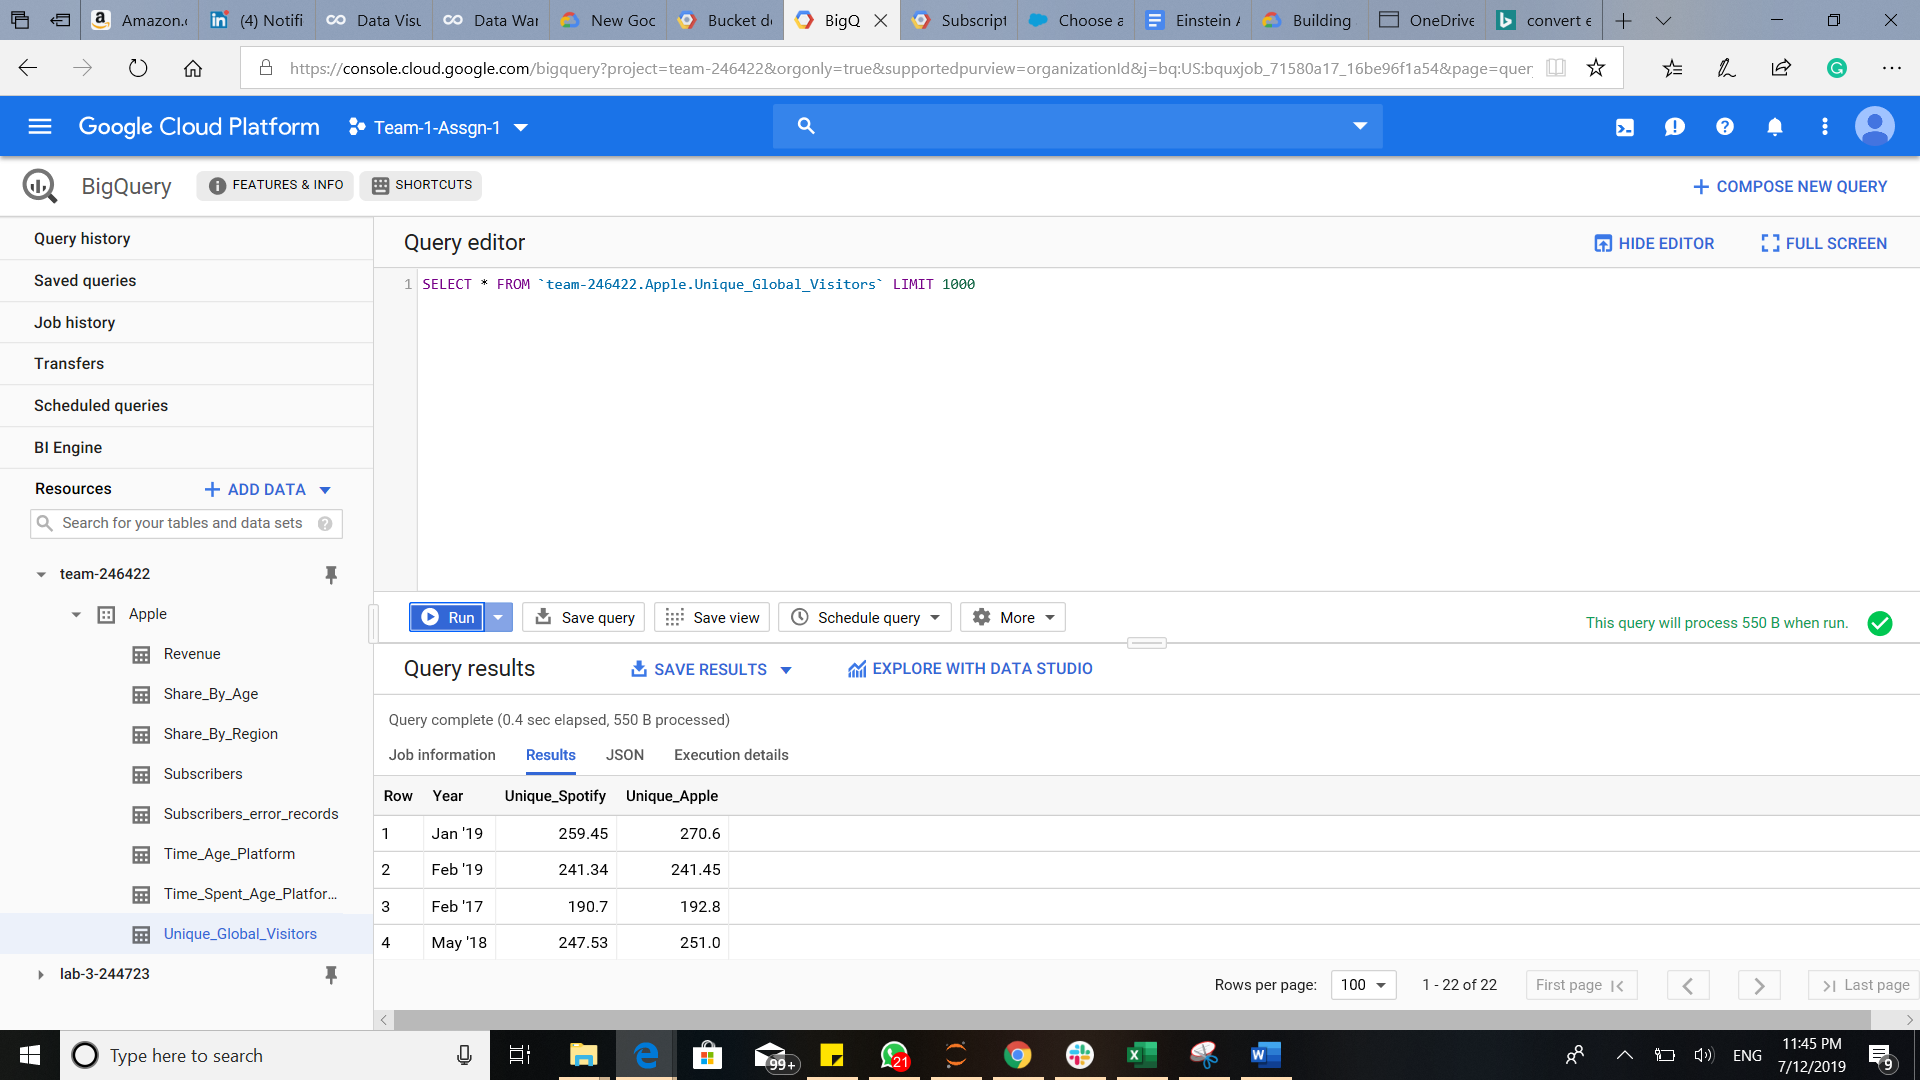 Amazon.c
(4) Notifi
Data Visu
Data War
New Goc
Bucket de
BigQ
Subscript
Choose a
Einstein A
Building
OneDrive
convert e
https://console.cloud.google.com/bigquery?project=team-246422&orgonly=true&supportedpurview=organizationId&j=bq:US:bquxjob_71580a17_16be96f1a54&page=quer
Google Cloud Platform
Team-1-Assgn-1
BigQuery
FEATURES & INFO
SHORTCUTS
COMPOSE NEW QUERY
Query history
Saved queries
Job history
Transfers
Scheduled queries
BI Engine
Resources
ADD DATA
Search for your tables and data sets
team-246422
Apple
Revenue
Share_By_Age
Share_By_Region
Subscribers
Subscribers_error_records
Time_Age_Platform
Time_Spent_Age_Platfor...
Unique_Global_Visitors
lab-3-244723
Query editor
HIDE EDITOR
FULL SCREEN
1 SELECT * FROM `team-246422.Apple.Unique_Global_Visitors` LIMIT 1000
Run
Save query
Save view
Schedule query
More
This query will process 550 B when run.
Query results
SAVE RESULTS
EXPLORE WITH DATA STUDIO
Query complete (0.4 sec elapsed, 550 B processed)
Job information Results JSON Execution details
Row Year Unique_Spotify Unique_Apple
1 Jan '19 259.45 270.6
2 Feb '19 241.34 241.45
3 Feb '17 190.7 192.8
4 May '18 247.53 251.0
Rows per page: 100 1 - 22 of 22 First page Last page
Type here to search
99+
21
ENG
11:45 PM
7/12/2019
9